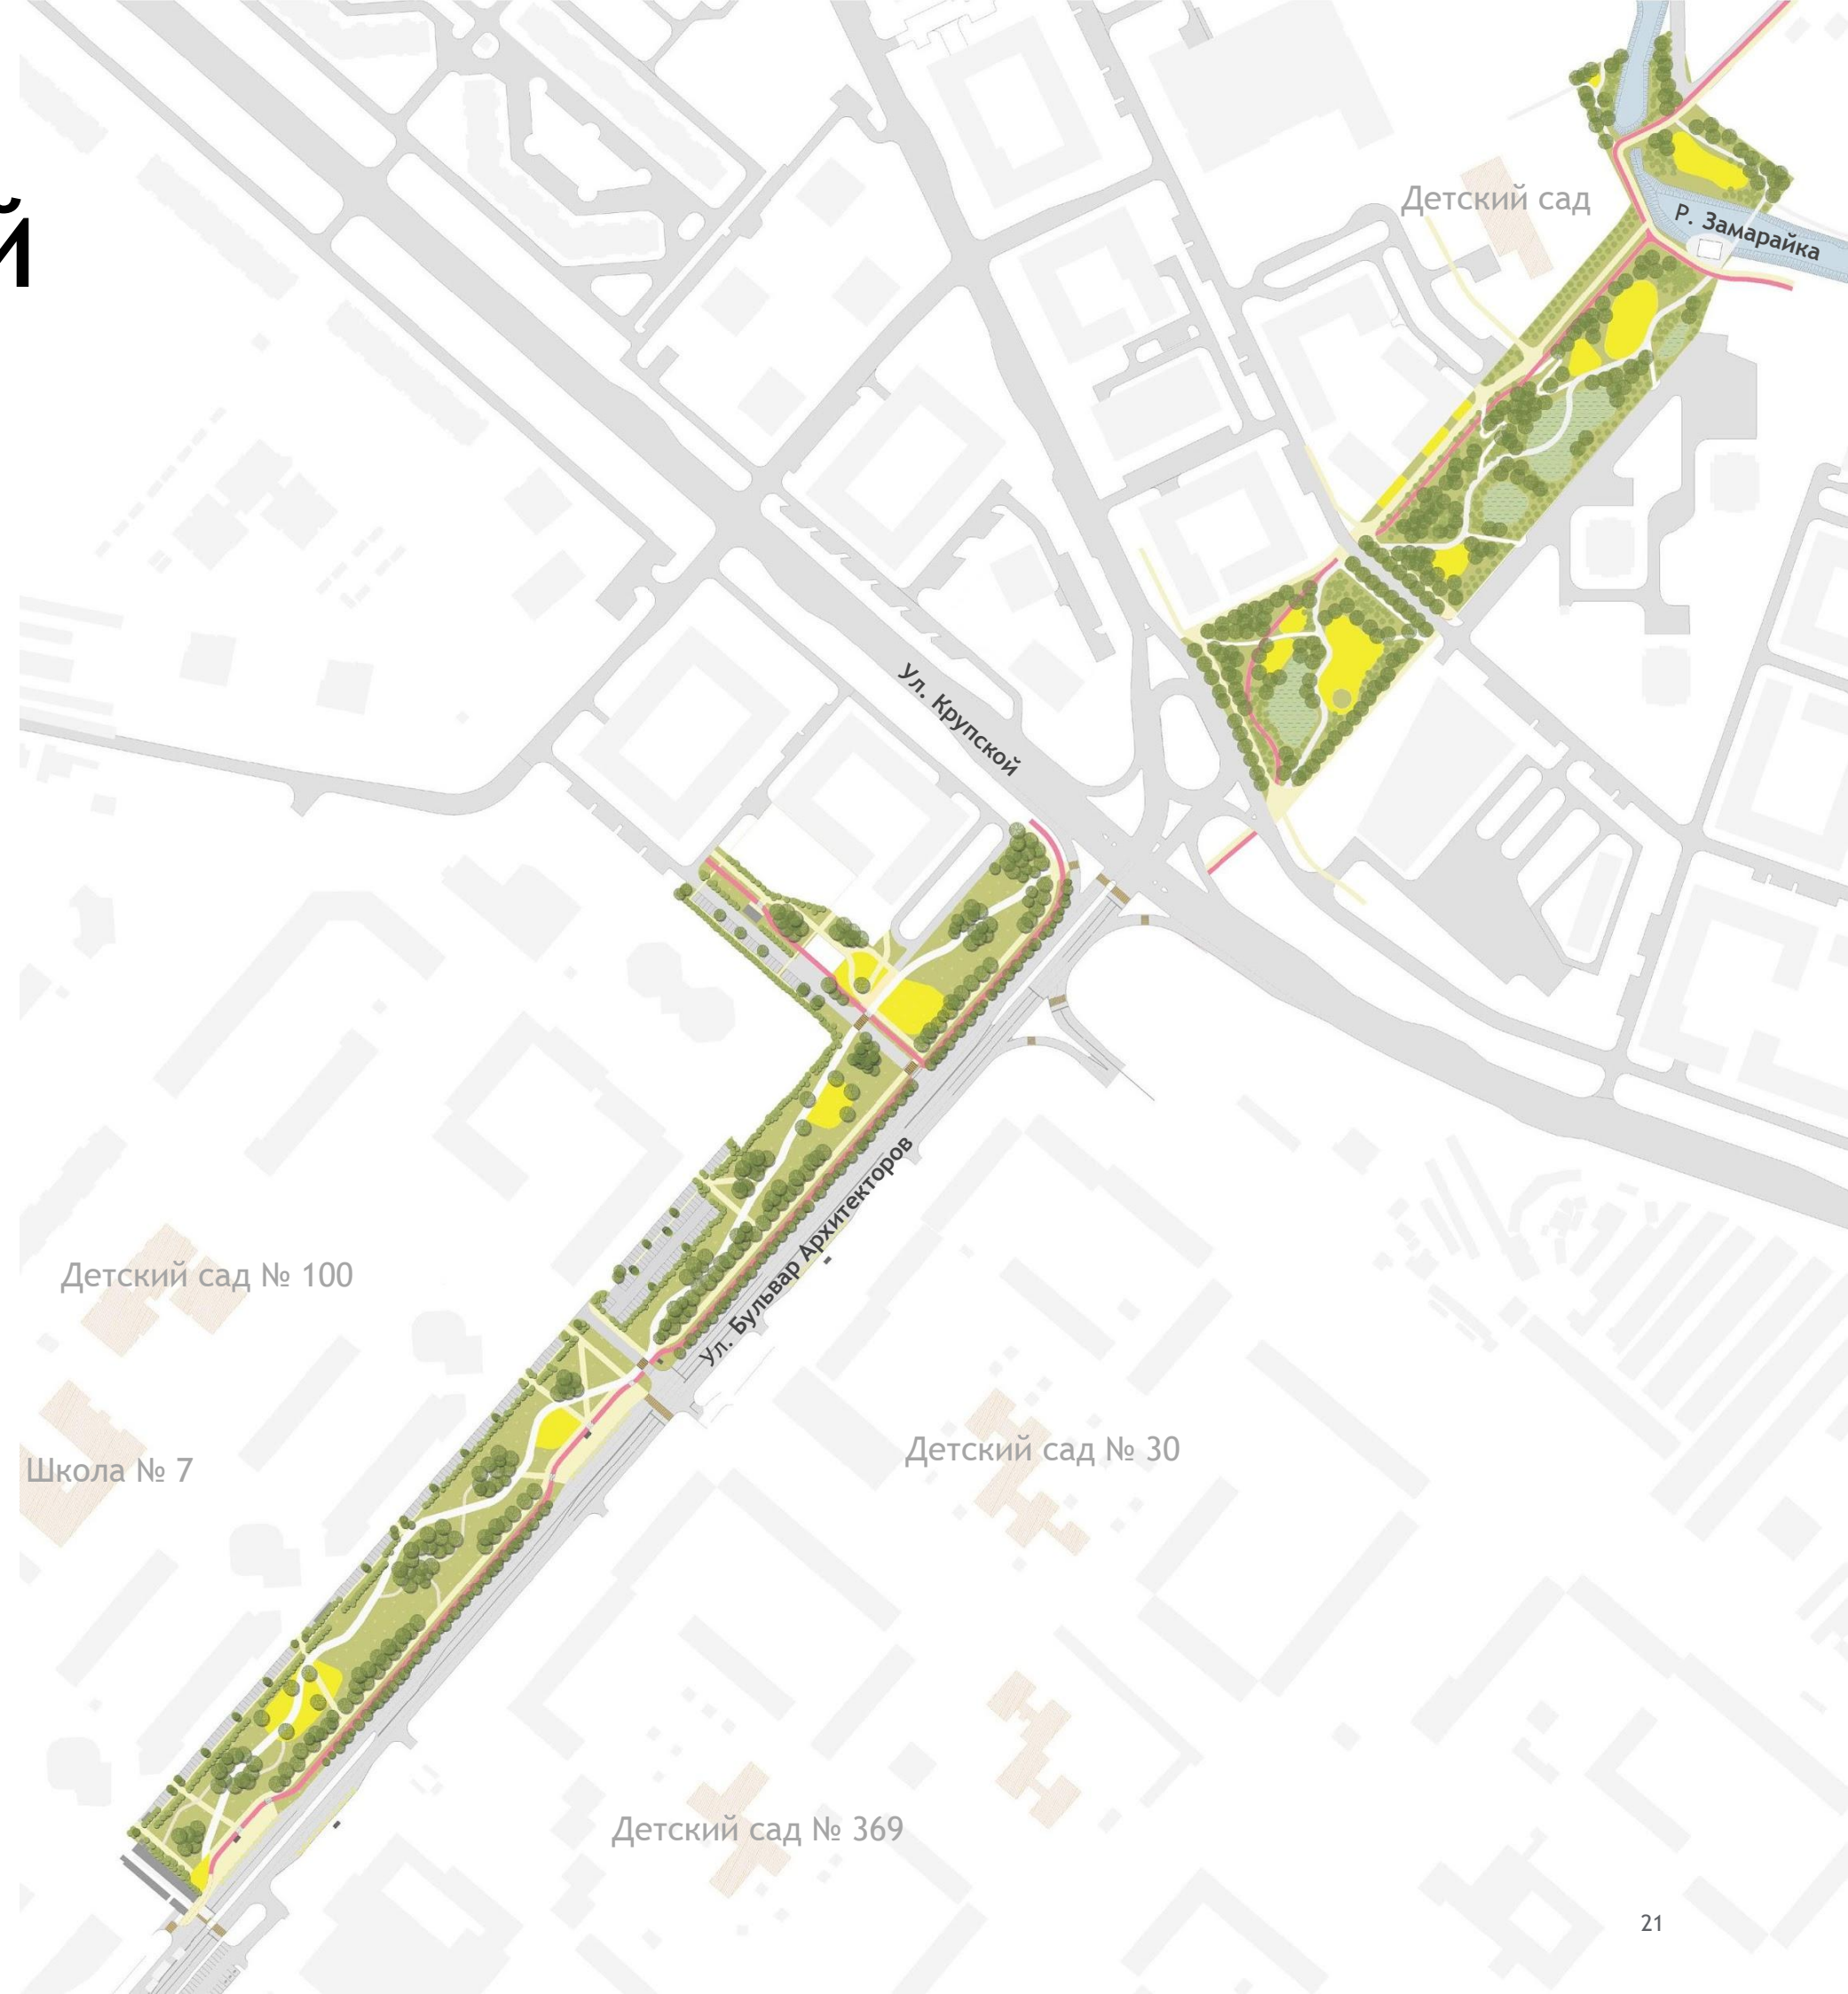 й
Детский сад
Р. Замарайка
Ул. Крупской
Ул. Бульвар Архитекторов
Детский сад № 100
Детский сад № 30
Школа № 7
Детский сад № 369
21